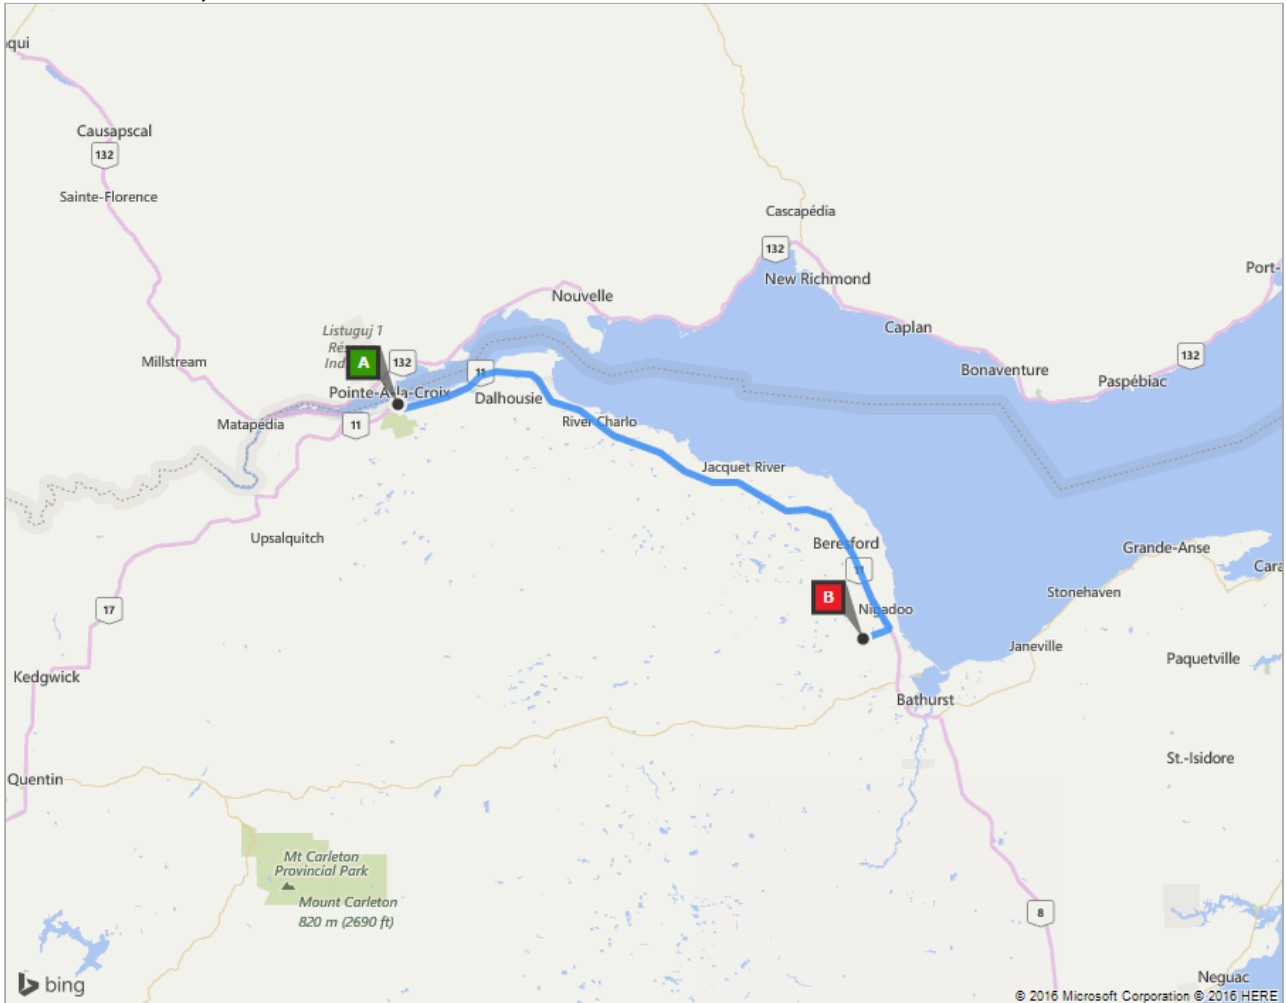 qui
Causapscal
132
Sainte-Florence
Cascapédia
132
New Richmond
Port-
Nouvelle
Caplan
Listuguj 1
Millstream
A
132
132
11
Bonaventure
Paspébiac
Dalhousie
Matapédia
11
River Charlo
Jacquet River
Upsalquitch
Beresford
Grande-Anse
11
Cara
B
Stonehaven
17
Nigadoo
Janeville
Paquetville
Kedgwick
Bathurst
St.-Isidore
Quentin
Mt Carleton
Provincial Park
Mount Carleton
820 m (2690 ft)
8
Neguac
bing
© 2016 Microsoft Corporation © 2016 HERE